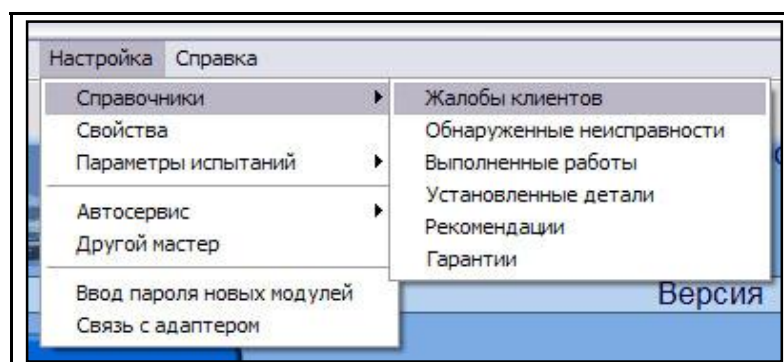 Настройка Справка
Справочники
Свойства
Параметры испытаний
Автосервис
Другой мастер
Ввод пароля новых модулей
Связь с адаптером
Жалобы клиентов
Обнаруженные неисправности
Выполненные работы
Установленные детали
Рекомендации
Гарантии
Версия